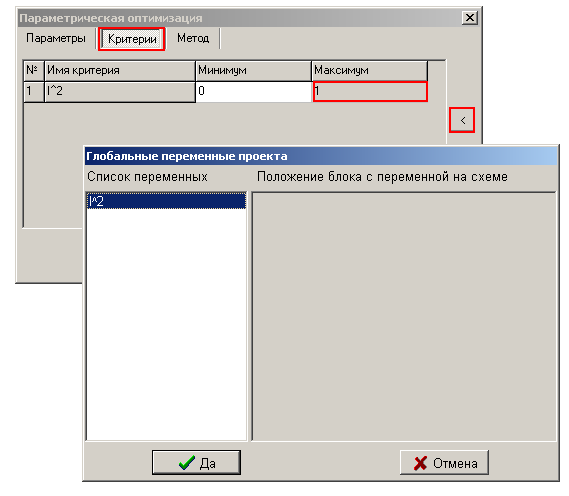 Параметрическая оптимизация
Параметры Критерии Метод
№ Имя критерия Минимум Максимум
1 I^2 0 1
<
Глобальные переменные проекта
Список переменных Положение блока с переменной на схеме
I^2
Да Отмена